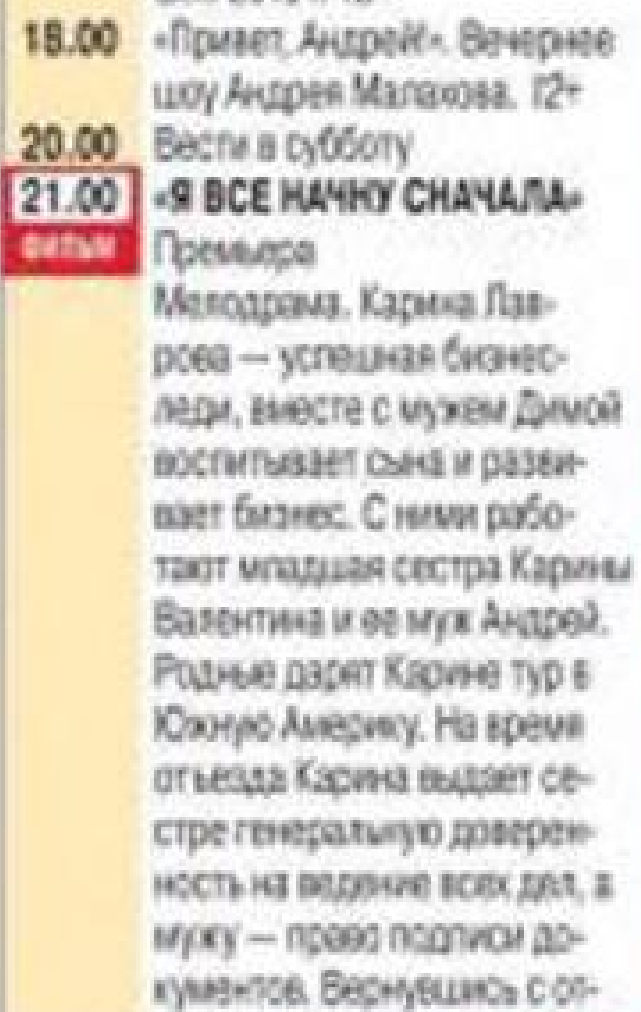 18.00 «Привет, Андрей!». Вечернее
шоу Андрея Малахова. 12+
20.00 Вести в субботу
21.00 «Я ВСЕ НАЧНУ СНАЧАЛА»
ФИЛЬМ Премьера
Мелодрама. Карина Лав-
рова — успешная бизнес-
леди, вместе с мужем Димой
воспитывает сына и разви-
вает бизнес. С ними рабо-
тают младшая сестра Карины
Валентина и ее муж Андрей.
Родные дарят Карине тур в
Южную Америку. На время
отъезда Карина выдает се-
стре генеральную доверен-
ность на ведение всех дел, а
мужу — право подписи до-
кументов. Вернувшись с от-